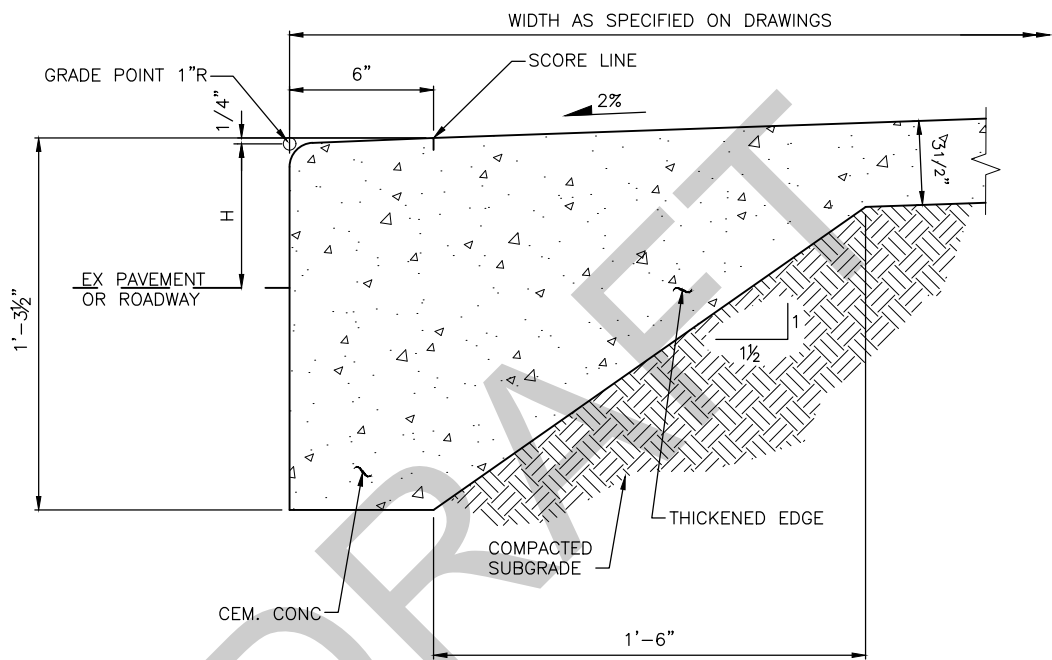 WIDTH AS SPECIFIED ON DRAWINGS
GRADE POINT 1"R
6"
SCORE LINE
1/4"
2%
3 1/2"
H
EX PAVEMENT
OR ROADWAY
1'-3½"
1
1½
THICKENED EDGE
COMPACTED
SUBGRADE
CEM. CONC
1'-6"
DRAFT